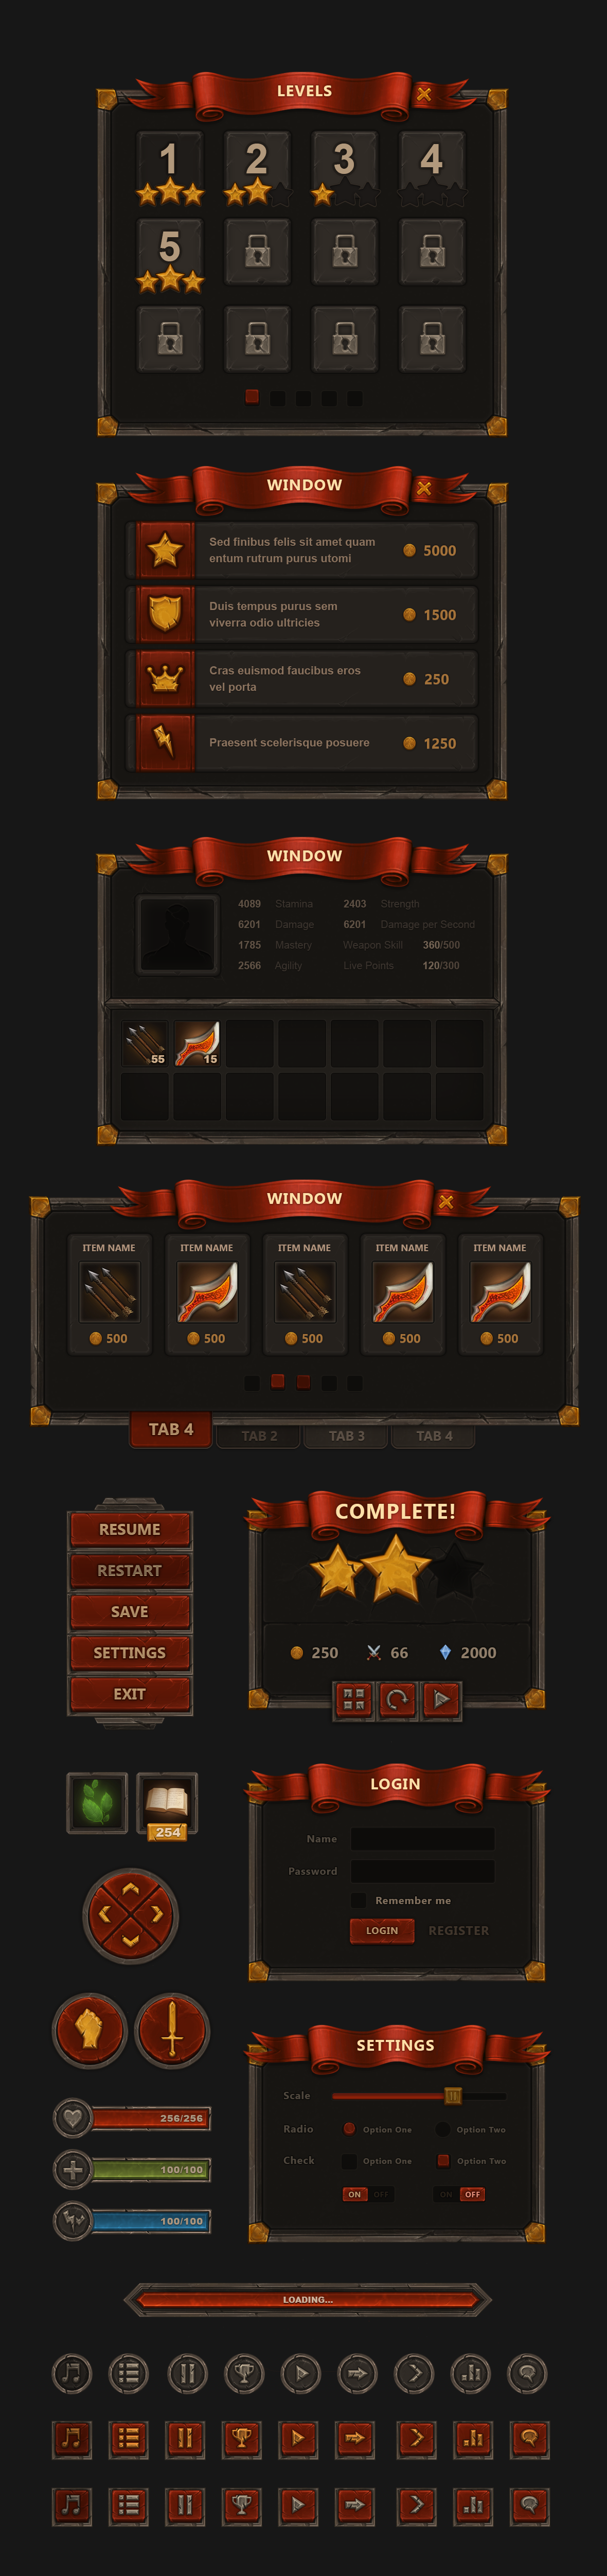 LEVELS
1 2 3 4
5
WINDOW
Sed finibus felis sit amet quam
entum rutrum purus utomi
5000
Duis tempus purus sem
viverra odio ultricies
1500
Cras euismod faucibus eros
vel porta
250
Praesent scelerisque posuere
1250
WINDOW
4089 Stamina 2403 Strength
6201 Damage 6201 Damage per Second
1785 Mastery Weapon Skill 360/500
2566 Agility Live Points 120/300
55 15
WINDOW
ITEM NAME ITEM NAME ITEM NAME ITEM NAME ITEM NAME
500 500 500 500 500
TAB 4 TAB 2 TAB 3 TAB 4
RESUME
RESTART
SAVE
SETTINGS
EXIT
COMPLETE!
250 66 2000
254
LOGIN
Name
Password
Remember me
LOGIN REGISTER
256/256
100/100
100/100
SETTINGS
Scale
Radio Option One Option Two
Check Option One Option Two
ON OFF ON OFF
LOADING...